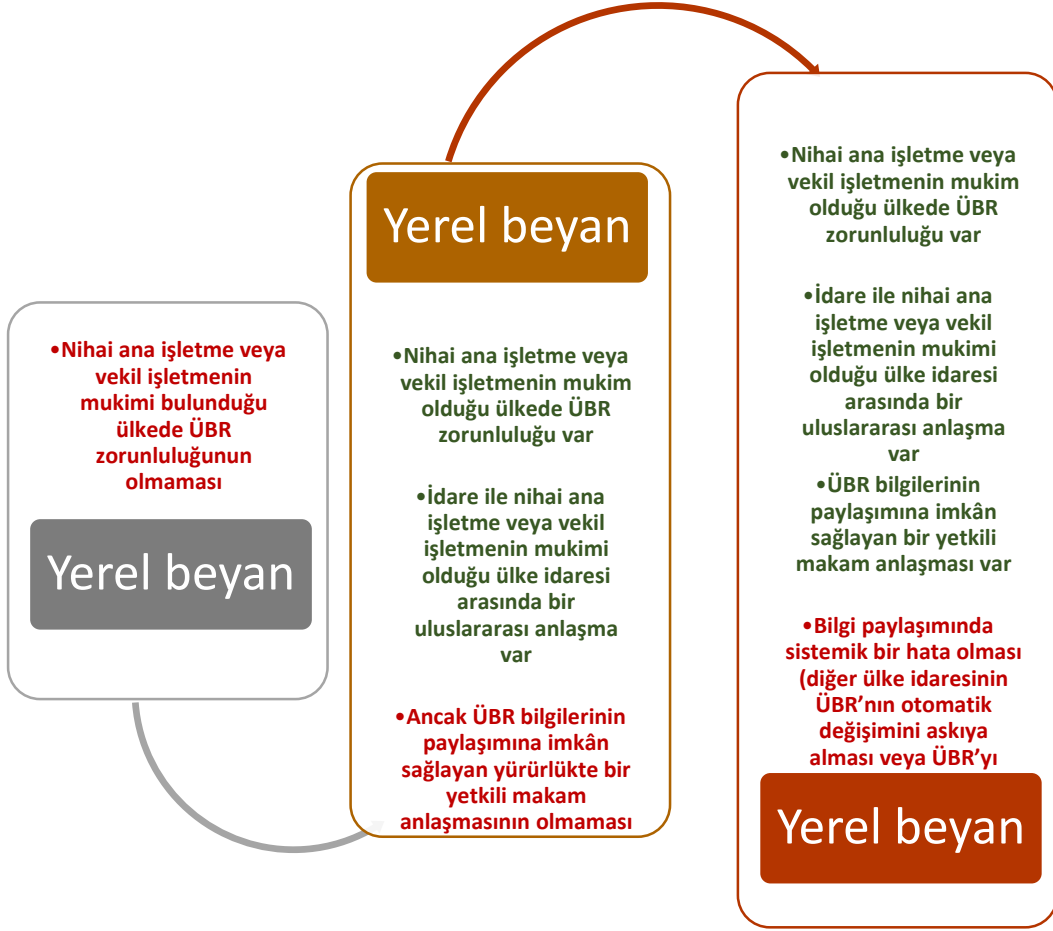 •Nihai ana işletme veya
vekil işletmenin
mukimi bulunduğu
ülkede ÜBR
zorunluluğunun
olmaması
Yerel beyan
Yerel beyan
•Nihai ana işletme veya
vekil işletmenin mukim
olduğu ülkede ÜBR
zorunluluğu var
•İdare ile nihai ana
işletme veya vekil
işletmenin mukimi
olduğu ülke idaresi
arasında bir
uluslararası anlaşma
var
•Ancak ÜBR bilgilerinin
paylaşımına imkân
sağlayan yürürlükte bir
yetkili makam
anlaşmasının olmaması
•Nihai ana işletme veya
vekil işletmenin mukim
olduğu ülkede ÜBR
zorunluluğu var
•İdare ile nihai ana
işletme veya vekil
işletmenin mukimi
olduğu ülke idaresi
arasında bir
uluslararası anlaşma
var
•ÜBR bilgilerinin
paylaşımına imkân
sağlayan bir yetkili
makam anlaşması var
•Bilgi paylaşımında
sistemik bir hata olması
(diğer ülke idaresinin
ÜBR’nın otomatik
değişimini askıya
alması veya ÜBR’yı
Yerel beyan